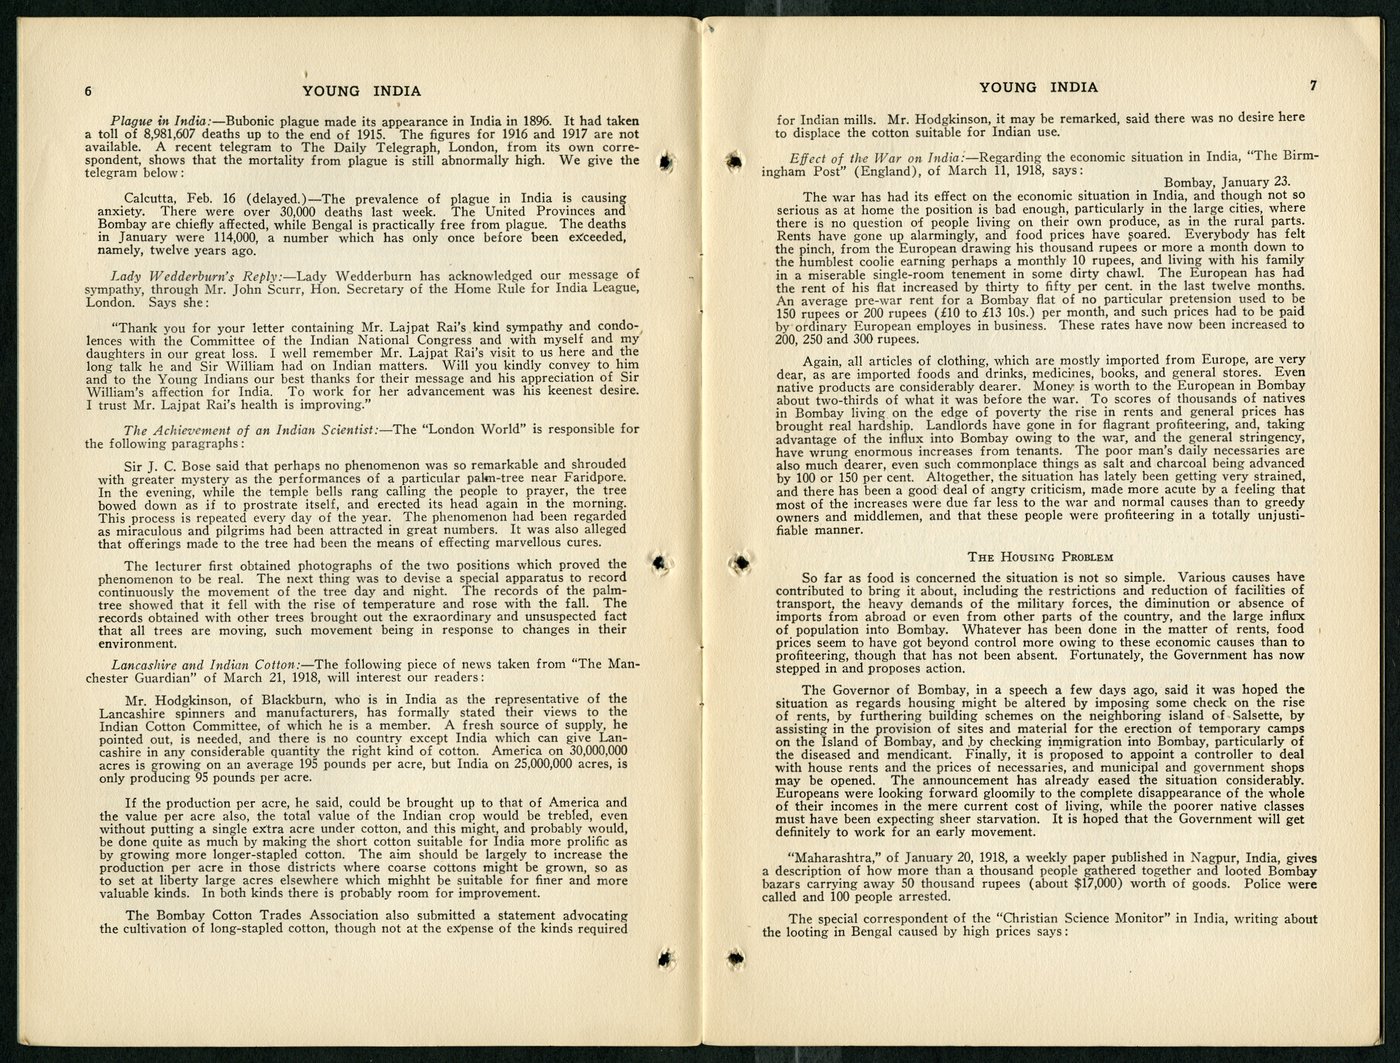 6
YOUNG INDIA
Plague in India:—Bubonic plague made its appearance in India in 1896. It had taken
a toll of 8,981,607 deaths up to the end of 1915. The figures for 1916 and 1917 are not
available. A recent telegram to The Daily Telegraph, London, from its own corre-
spondent, shows that the mortality from plague is still abnormally high. We give the
telegram below:
Calcutta, Feb. 16 (delayed.)—The prevalence of plague in India is causing
anxiety. There were over 30,000 deaths last week. The United Provinces and
Bombay are chiefly affected, while Bengal is practically free from plague. The deaths
in January were 114,000, a number which has only once before been exceeded,
namely, twelve years ago.
Lady Wedderburn's Reply:—Lady Wedderburn has acknowledged our message of
sympathy, through Mr. John Scurr, Hon. Secretary of the Home Rule for India League,
London. Says she:
"Thank you for your letter containing Mr. Lajpat Rai's kind sympathy and condo-
lences with the Committee of the Indian National Congress and with myself and my
daughters in our great loss. I well remember Mr. Lajpat Rai's visit to us here and the
long talk he and Sir William had on Indian matters. Will you kindly convey to him
and to the Young Indians our best thanks for their message and his appreciation of Sir
William's affection for India. To work for her advancement was his keenest desire.
I trust Mr. Lajpat Rai's health is improving."
The Achievement of an Indian Scientist:—The "London World" is responsible for
the following paragraphs:
Sir J. C. Bose said that perhaps no phenomenon was so remarkable and shrouded
with greater mystery as the performances of a particular palm-tree near Faridpore.
In the evening, while the temple bells rang calling the people to prayer, the tree
bowed down as if to prostrate itself, and erected its head again in the morning.
This process is repeated every day of the year. The phenomenon had been regarded
as miraculous and pilgrims had been attracted in great numbers. It was also alleged
that offerings made to the tree had been the means of effecting marvellous cures.
The lecturer first obtained photographs of the two positions which proved the
phenomenon to be real. The next thing was to devise a special apparatus to record
continuously the movement of the tree day and night. The records of the palm-
tree showed that it fell with the rise of temperature and rose with the fall. The
records obtained with other trees brought out the exraordinary and unsuspected fact
that all trees are moving, such movement being in response to changes in their
environment.
Lancashire and Indian Cotton:—The following piece of news taken from "The Man-
chester Guardian" of March 21, 1918, will interest our readers:
Mr. Hodgkinson, of Blackburn, who is in India as the representative of the
Lancashire spinners and manufacturers, has formally stated their views to the
Indian Cotton Committee, of which he is a member. A fresh source of supply, he
pointed out, is needed, and there is no country except India which can give Lan-
cashire in any considerable quantity the right kind of cotton. America on 30,000,000
acres is growing on an average 195 pounds per acre, but India on 25,000,000 acres, is
only producing 95 pounds per acre.
If the production per acre, he said, could be brought up to that of America and
the value per acre also, the total value of the Indian crop would be trebled, even
without putting a single extra acre under cotton, and this might, and probably would,
be done quite as much by making the short cotton suitable for India more prolific as
by growing more longer-stapled cotton. The aim should be largely to increase the
production per acre in those districts where coarse cottons might be grown, so as
to set at liberty large acres elsewhere which mighht be suitable for finer and more
valuable kinds. In both kinds there is probably room for improvement.
The Bombay Cotton Trades Association also submitted a statement advocating
the cultivation of long-stapled cotton, though not at the expense of the kinds required
YOUNG INDIA
7
for Indian mills. Mr. Hodgkinson, it may be remarked, said there was no desire here
to displace the cotton suitable for Indian use.
Effect of the War on India:—Regarding the economic situation in India, "The Birm-
ingham Post" (England), of March 11, 1918, says:
Bombay, January 23.
The war has had its effect on the economic situation in India, and though not so
serious as at home the position is bad enough, particularly in the large cities, where
there is no question of people living on their own produce, as in the rural parts.
Rents have gone up alarmingly, and food prices have soared. Everybody has felt
the pinch, from the European drawing his thousand rupees or more a month down to
the humblest coolie earning perhaps a monthly 10 rupees, and living with his family
in a miserable single-room tenement in some dirty chawl. The European has had
the rent of his flat increased by thirty to fifty per cent. in the last twelve months.
An average pre-war rent for a Bombay flat of no particular pretension used to be
150 rupees or 200 rupees (£10 to £13 10s.) per month, and such prices had to be paid
by ordinary European employes in business. These rates have now been increased to
200, 250 and 300 rupees.
Again, all articles of clothing, which are mostly imported from Europe, are very
dear, as are imported foods and drinks, medicines, books, and general stores. Even
native products are considerably dearer. Money is worth to the European in Bombay
about two-thirds of what it was before the war. To scores of thousands of natives
in Bombay living on the edge of poverty the rise in rents and general prices has
brought real hardship. Landlords have gone in for flagrant profiteering, and, taking
advantage of the influx into Bombay owing to the war, and the general stringency,
have wrung enormous increases from tenants. The poor man's daily necessaries are
also much dearer, even such commonplace things as salt and charcoal being advanced
by 100 or 150 per cent. Altogether, the situation has lately been getting very strained,
and there has been a good deal of angry criticism, made more acute by a feeling that
most of the increases were due far less to the war and normal causes than to greedy
owners and middlemen, and that these people were profiteering in a totally unjusti-
fiable manner.
THE HOUSING PROBLEM
So far as food is concerned the situation is not so simple. Various causes have
contributed to bring it about, including the restrictions and reduction of facilities of
transport, the heavy demands of the military forces, the diminution or absence of
imports from abroad or even from other parts of the country, and the large influx
of population into Bombay. Whatever has been done in the matter of rents, food
prices seem to have got beyond control more owing to these economic causes than to
profiteering, though that has not been absent. Fortunately, the Government has now
stepped in and proposes action.
The Governor of Bombay, in a speech a few days ago, said it was hoped the
situation as regards housing might be altered by imposing some check on the rise
of rents, by furthering building schemes on the neighboring island of Salsette, by
assisting in the provision of sites and material for the erection of temporary camps
on the Island of Bombay, and by checking immigration into Bombay, particularly of
the diseased and mendicant. Finally, it is proposed to appoint a controller to deal
with house rents and the prices of necessaries, and municipal and government shops
may be opened. The announcement has already eased the situation considerably.
Europeans were looking forward gloomily to the complete disappearance of the whole
of their incomes in the mere current cost of living, while the poorer native classes
must have been expecting sheer starvation. It is hoped that the Government will get
definitely to work for an early movement.
"Maharashtra," of January 20, 1918, a weekly paper published in Nagpur, India, gives
a description of how more than a thousand people gathered together and looted Bombay
bazars carrying away 50 thousand rupees (about $17,000) worth of goods. Police were
called and 100 people arrested.
The special correspondent of the "Christian Science Monitor" in India, writing about
the looting in Bengal caused by high prices says: